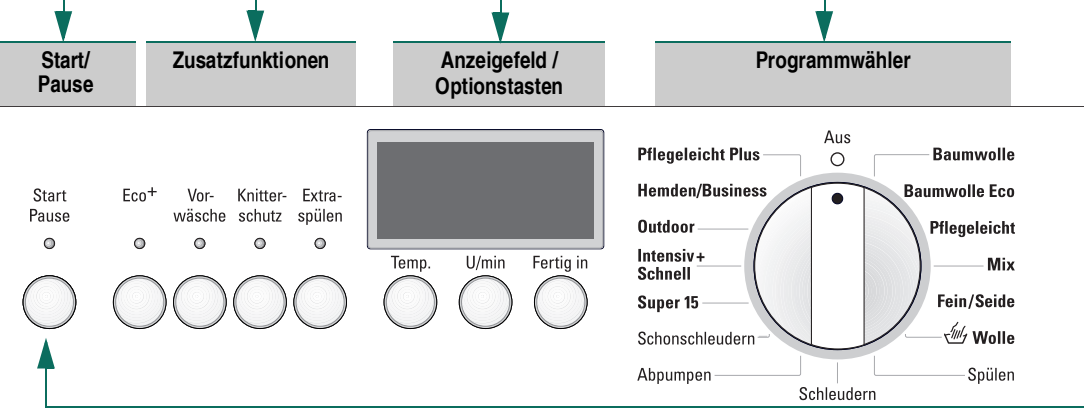 Start/
Pause
Zusatzfunktionen
Anzeigefeld /
Optionstasten
Programmwähler
Start
Pause
Eco+
Vor-
wäsche
Knitter-
schutz
Extra-
spülen
Temp.
U/min
Fertig in
Aus
Pflegeleicht Plus
Hemden/Business
Outdoor
Intensiv+
Schnell
Super 15
Schonschleudern
Abpumpen
Schleudern
Baumwolle
Baumwolle Eco
Pflegeleicht
Mix
Fein/Seide
Wolle
Spülen